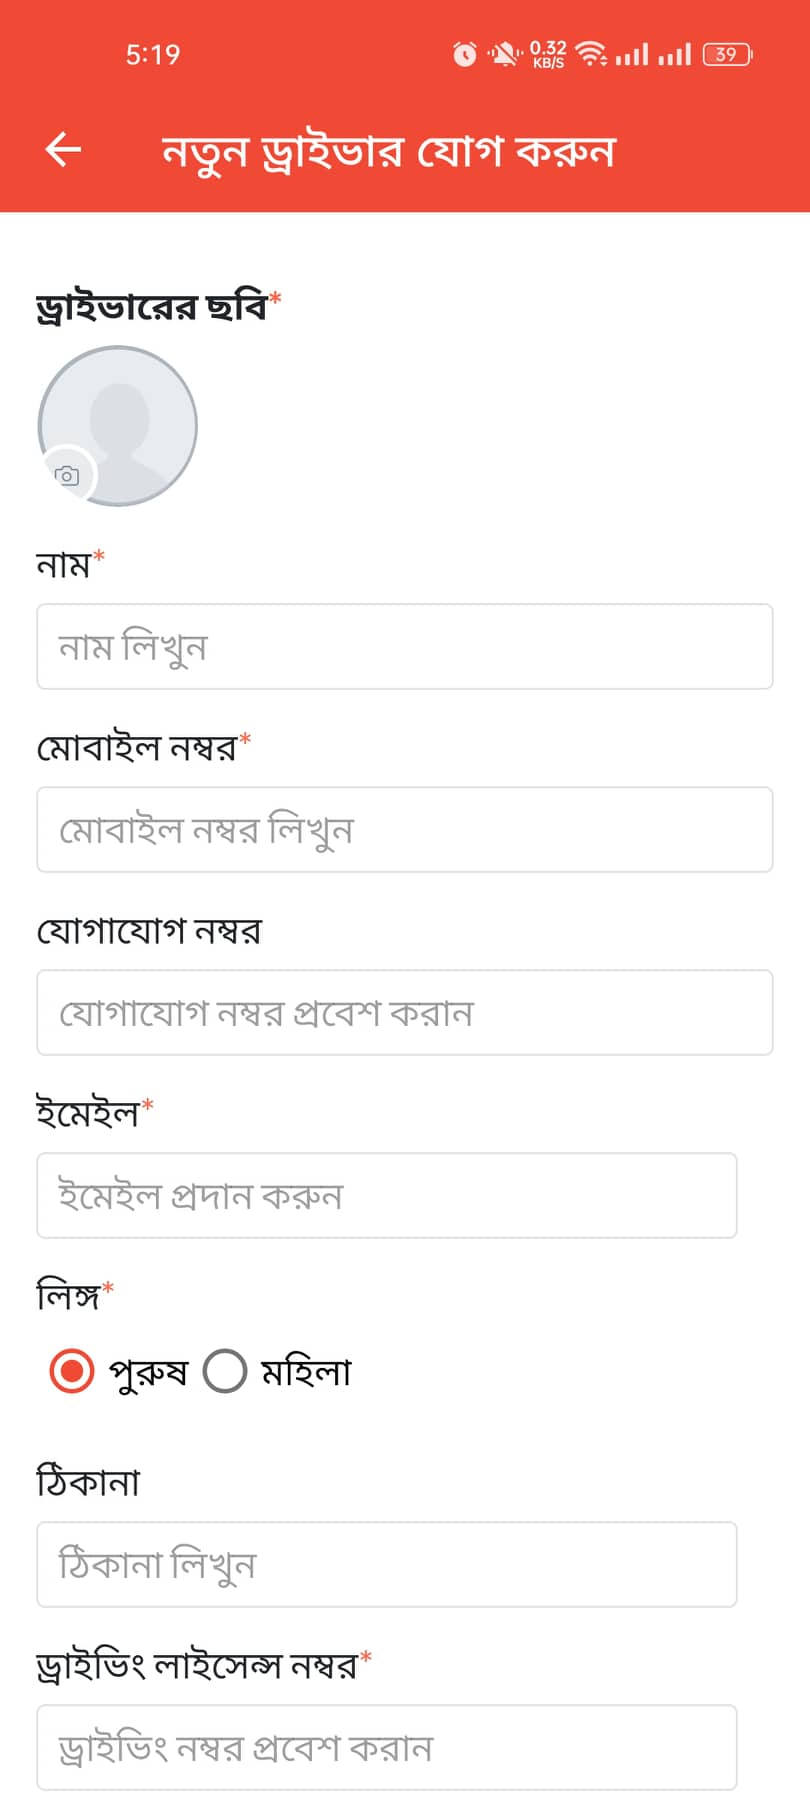 5:19
0.32
KB/S
39
নতুন ড্রাইভার যোগ করুন
ড্রাইভারের ছবি*
নাম*
নাম লিখুন
মোবাইল নম্বর*
মোবাইল নম্বর লিখুন
যোগাযোগ নম্বর
যোগাযোগ নম্বর প্রবেশ করান
ইমেইল*
ইমেইল প্রদান করুন
লিঙ্গ*
পুরুষ মহিলা
ঠিকানা
ঠিকানা লিখুন
ড্রাইভিং লাইসেন্স নম্বর*
ড্রাইভিং নম্বর প্রবেশ করান